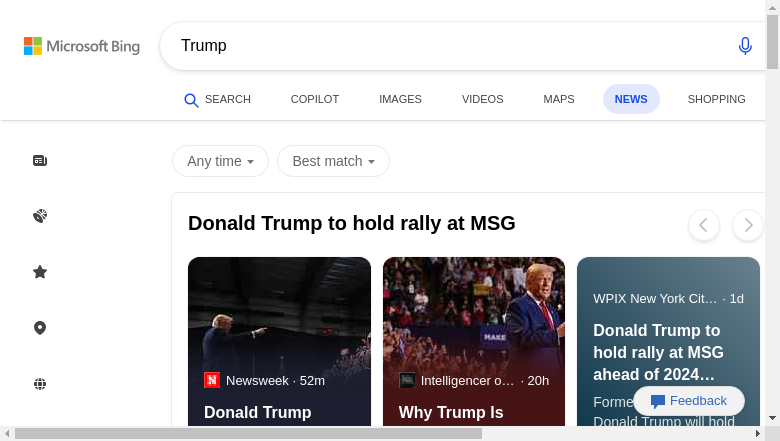 Microsoft Bing
Trump
SEARCH
COPILOT
IMAGES
VIDEOS
MAPS
NEWS
SHOPPING
Any time
Best match
Donald Trump to hold rally at MSG
Newsweek · 52m
Donald Trump
MAKE
Intelligencer o... · 20h
Why Trump Is
WPIX New York Cit... · 1d
Donald Trump to
hold rally at MSG
ahead of 2024...
Donald Trump will hold
Feedback